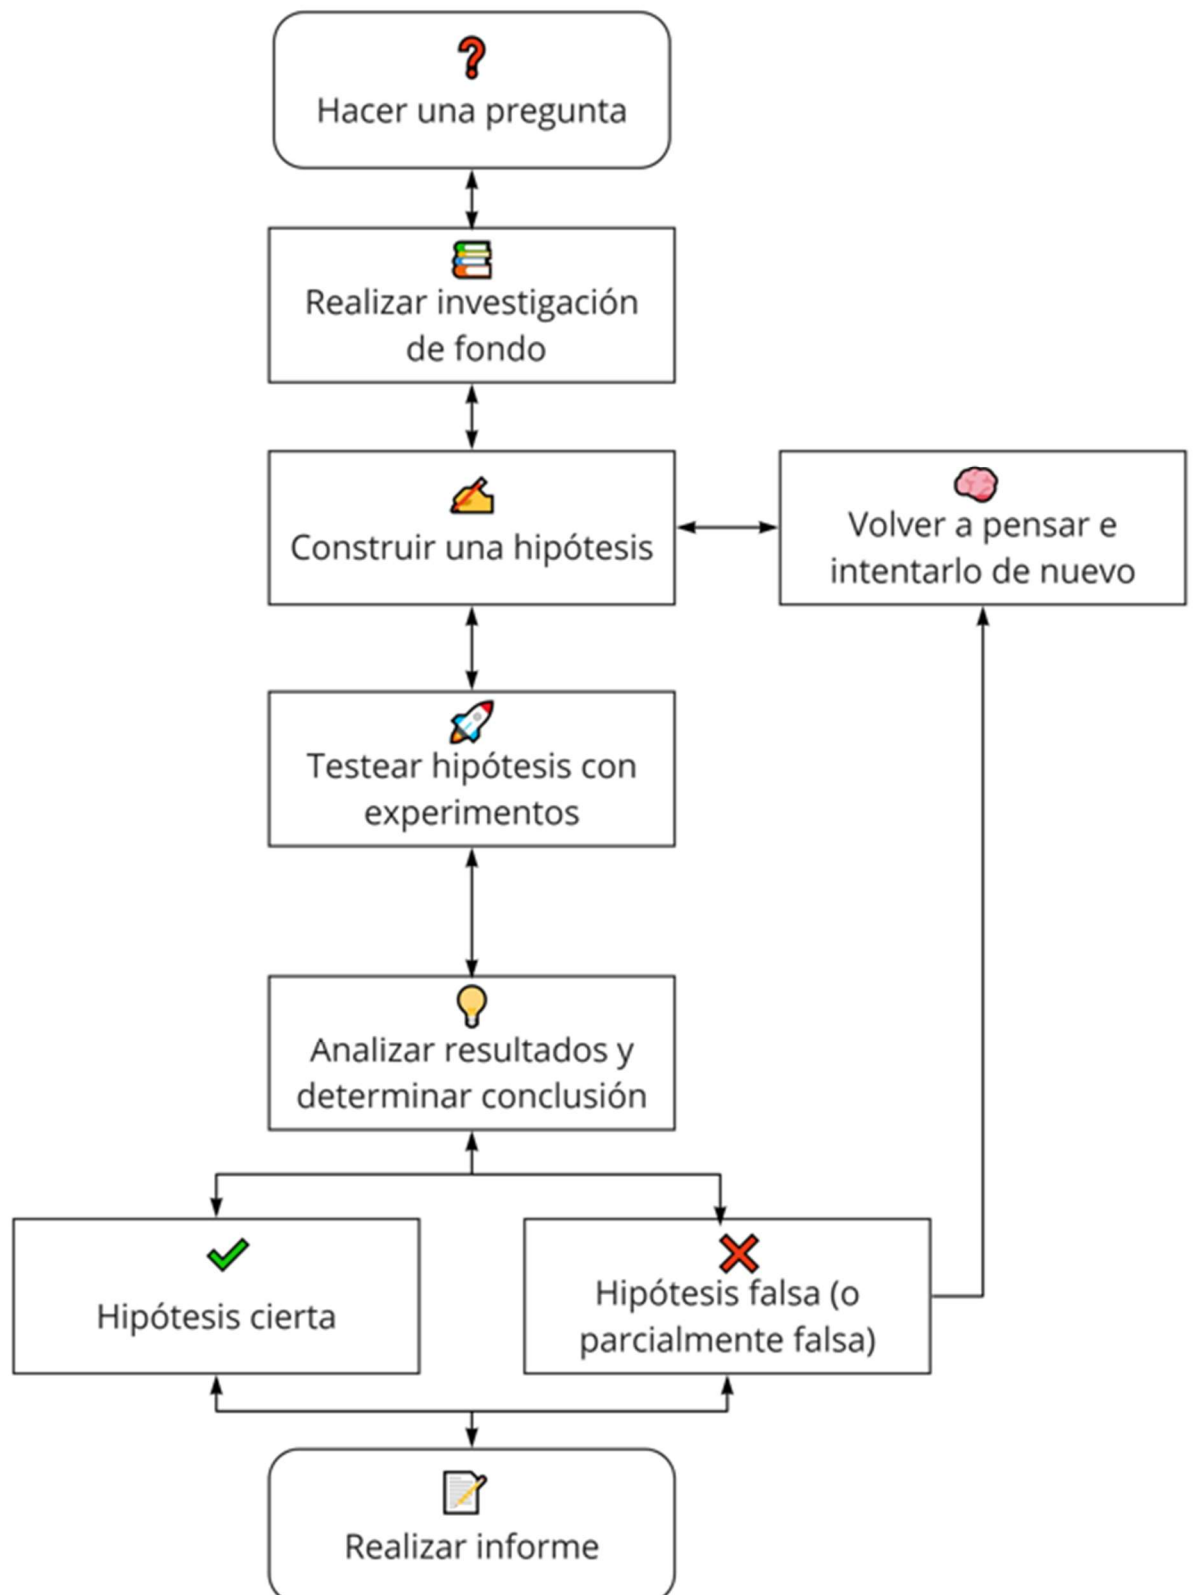 Hacer una pregunta
Realizar investigación
de fondo
Construir una hipótesis
Volver a pensar e
intentarlo de nuevo
Testear hipótesis con
experimentos
Analizar resultados y
determinar conclusión
Hipótesis cierta
Hipótesis falsa (o
parcialmente falsa)
Realizar informe